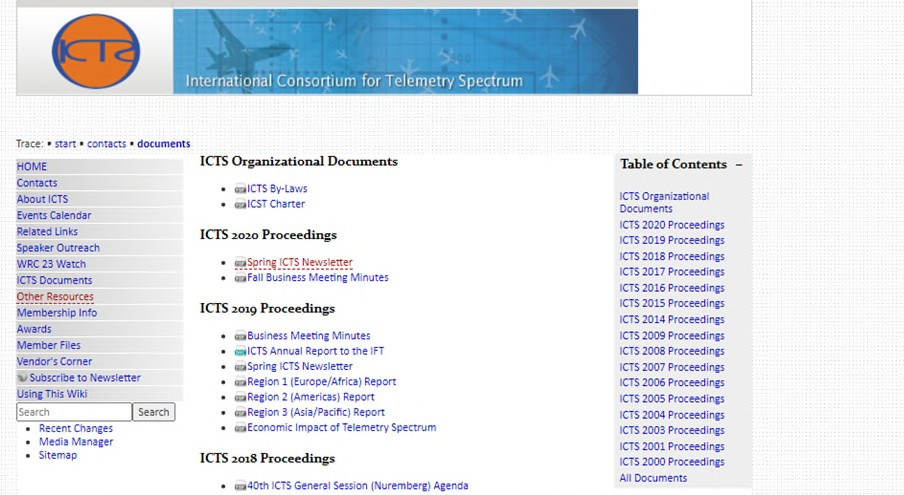 ICTS
International Consortium for Telemetry Spectrum
Trace: • start • contacts • documents
HOME
Contacts
About ICTS
Events Calendar
Related Links
Speaker Outreach
WRC 23 Watch
ICTS Documents
Other Resources
Membership Info
Awards
Member Files
Vendor's Corner
Subscribe to Newsletter
Using This Wiki
Search Search
• Recent Changes
• Media Manager
• Sitemap
ICTS Organizational Documents
• ICTS By-Laws
• ICST Charter
ICTS 2020 Proceedings
• Spring ICTS Newsletter
• Fall Business Meeting Minutes
ICTS 2019 Proceedings
• Business Meeting Minutes
• ICTS Annual Report to the IFT
• Spring ICTS Newsletter
• Region 1 (Europe/Africa) Report
• Region 2 (Americas) Report
• Region 3 (Asia/Pacific) Report
• Economic Impact of Telemetry Spectrum
ICTS 2018 Proceedings
• 40th ICTS General Session (Nuremberg) Agenda
Table of Contents −
ICTS Organizational
Documents
ICTS 2020 Proceedings
ICTS 2019 Proceedings
ICTS 2018 Proceedings
ICTS 2017 Proceedings
ICTS 2016 Proceedings
ICTS 2015 Proceedings
ICTS 2014 Proceedings
ICTS 2009 Proceedings
ICTS 2008 Proceedings
ICTS 2007 Proceedings
ICTS 2006 Proceedings
ICTS 2005 Proceedings
ICTS 2004 Proceedings
ICTS 2003 Proceedings
ICTS 2001 Proceedings
ICTS 2000 Proceedings
All Documents